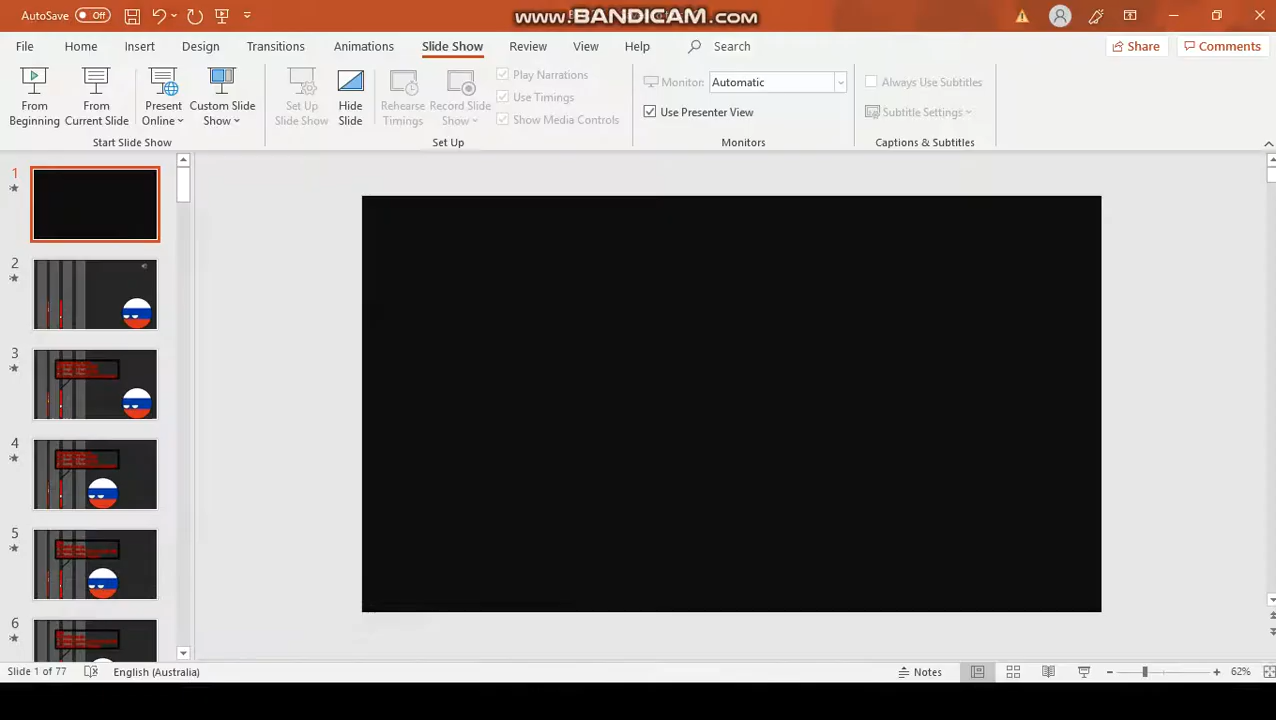 AutoSave Off
www.BANDICAM.com
File Home Insert Design Transitions Animations Slide Show Review View Help Search Share Comments
From Beginning
From Current Slide
Present Online
Custom Slide Show
Set Up Slide Show
Hide Slide
Rehearse Timings
Record Slide Show
Play Narrations
Use Timings
Show Media Controls
Monitor: Automatic
Use Presenter View
Always Use Subtitles
Subtitle Settings
Start Slide Show Set Up Monitors Captions & Subtitles
1
2
3
4
5
6
Slide 1 of 77 English (Australia) Notes 62%